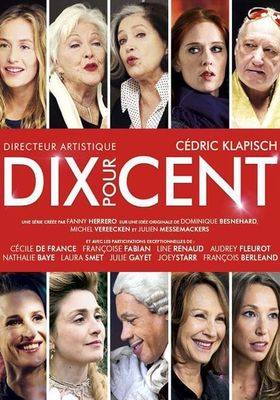 DIRECTEUR ARTISTIQUE CÉDRIC KLAPISCH
DIX POUR CENT
UNE SÉRIE CRÉÉE PAR FANNY HERRERO SUR UNE IDÉE ORIGINALE DE DOMINIQUE BESNEHARD,
MICHEL VEREECKEN ET JULIEN MESSEMACKERS
ET AVEC LES PARTICIPATIONS EXCEPTIONNELLES DE :
CÉCILE DE FRANCE FRANÇOISE FABIAN LINE RENAUD AUDREY FLEUROT
NATHALIE BAYE LAURA SMET JULIE GAYET JOEYSTARR FRANÇOIS BERLEAND